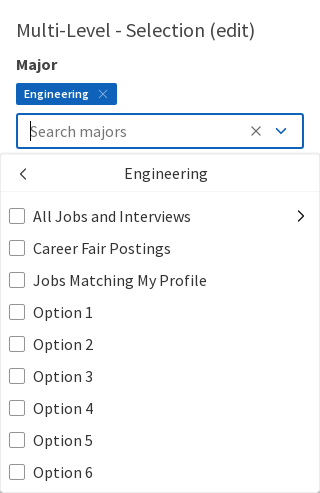 Multi-Level - Selection (edit)
Major
Engineering
Search majors
Engineering
All Jobs and Interviews
Career Fair Postings
Jobs Matching My Profile
Option 1
Option 2
Option 3
Option 4
Option 5
Option 6